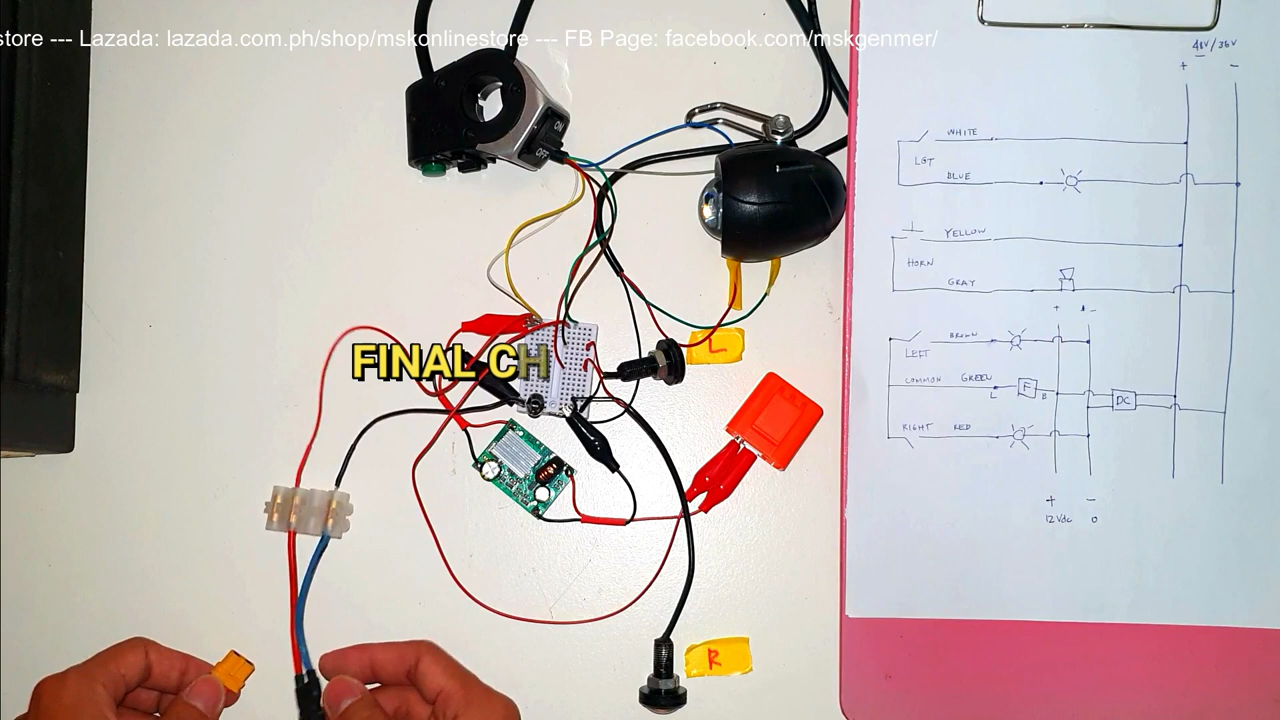 store --- Lazada: lazada.com.ph/shop/mskonlinestore --- FB Page: facebook.com/mskgenmer/
48V/36V
+ -
WHITE
LGT
BLUE
YELLOW
HORN
GRAY
+ -
BROWN
LEFT
COMMON GREEN
L F B
DC
RIGHT RED
+ -
12Vdc 0
ON
OFF
FINAL CH
L
R